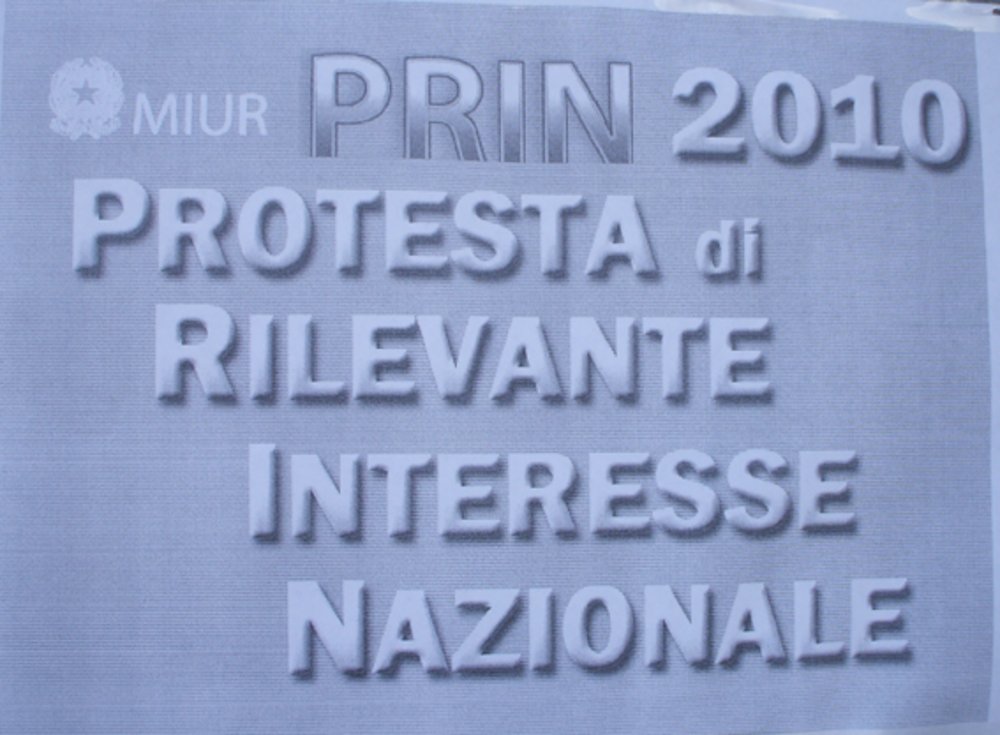 MIUR PRIN 2010
PROTESTA di
RILEVANTE
INTERESSE
NAZIONALE